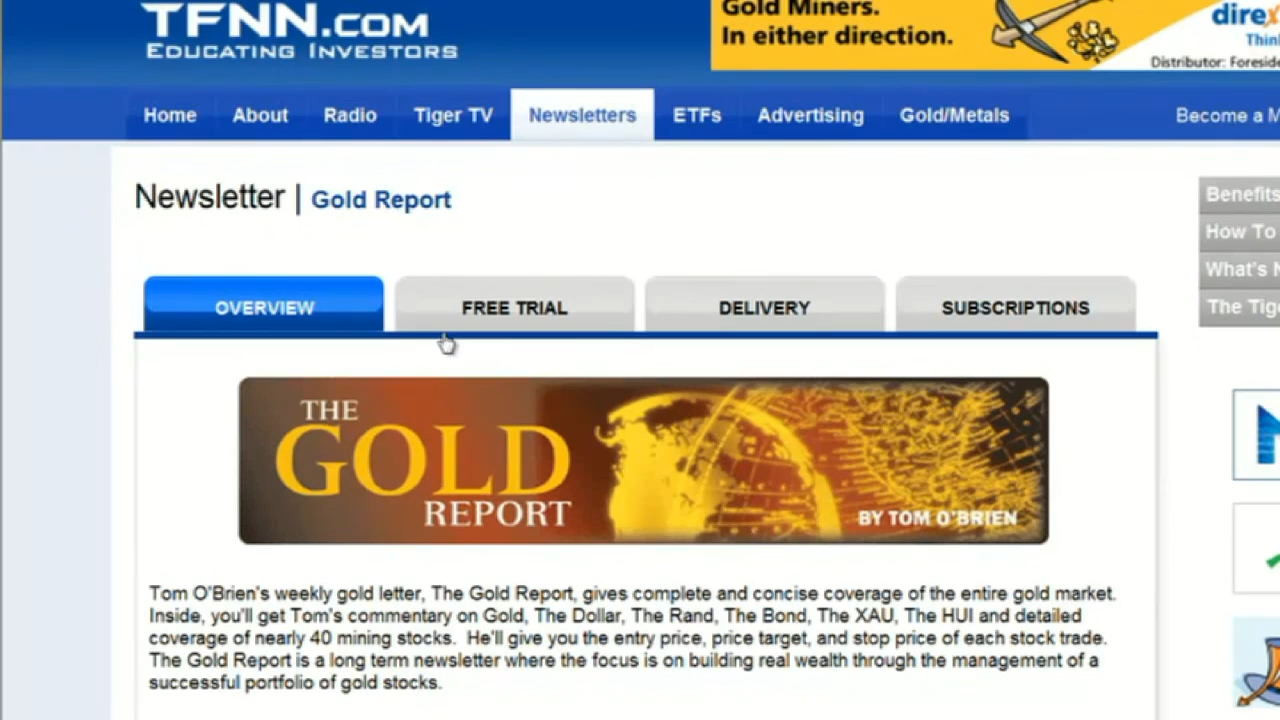 TFNN.COM
EDUCATING INVESTORS
Gold Miners.
In either direction.
Distributor:
Home About Radio Tiger TV Newsletters ETFs Advertising Gold/Metals Become a
Newsletter | Gold Report
Benefits
How To
What's
The
OVERVIEW FREE TRIAL DELIVERY SUBSCRIPTIONS
THE
GOLD
REPORT
BY TOM O'BRIEN
Tom O'Brien's weekly gold letter, The Gold Report, gives complete and concise coverage of the entire gold market.
Inside, you'll get Tom's commentary on Gold, The Dollar, The Rand, The Bond, The XAU, The HUI and detailed
coverage of nearly 40 mining stocks. He'll give you the entry price, price target, and stop price of each stock trade.
The Gold Report is a long term newsletter where the focus is on building real wealth through the management of a
successful portfolio of gold stocks.